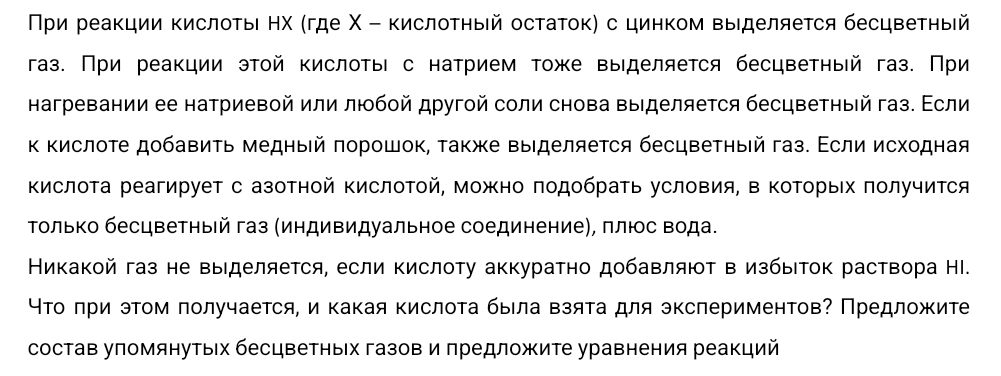 При реакции кислоты HX (где X – кислотный остаток) с цинком выделяется бесцветный
газ. При реакции этой кислоты с натрием тоже выделяется бесцветный газ. При
нагревании ее натриевой или любой другой соли снова выделяется бесцветный газ. Если
к кислоте добавить медный порошок, также выделяется бесцветный газ. Если исходная
кислота реагирует с азотной кислотой, можно подобрать условия, в которых получится
только бесцветный газ (индивидуальное соединение), плюс вода.
Никакой газ не выделяется, если кислоту аккуратно добавляют в избыток раствора HI.
Что при этом получается, и какая кислота была взята для экспериментов? Предложите
состав упомянутых бесцветных газов и предложите уравнения реакций